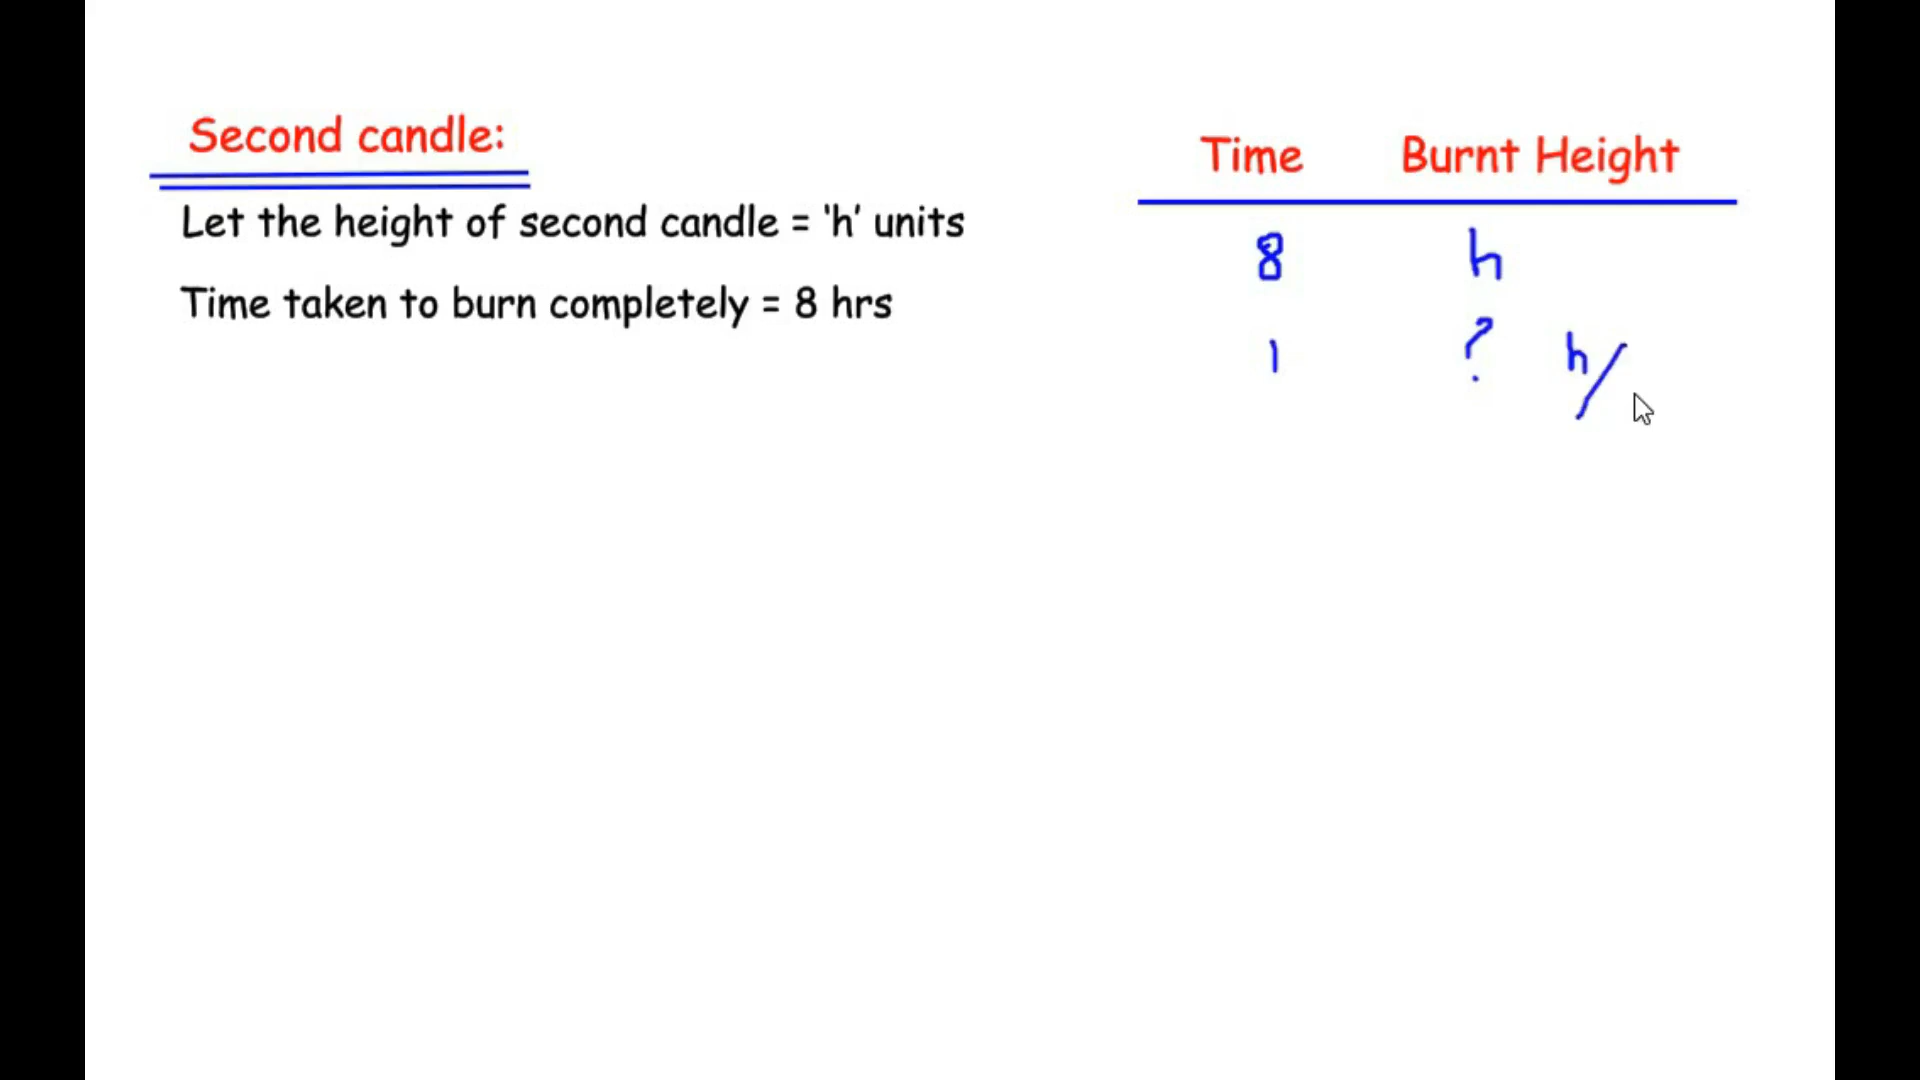 Second candle:
Let the height of second candle = 'h' units
Time taken to burn completely = 8 hrs
Time Burnt Height
8 h
1 ? h/